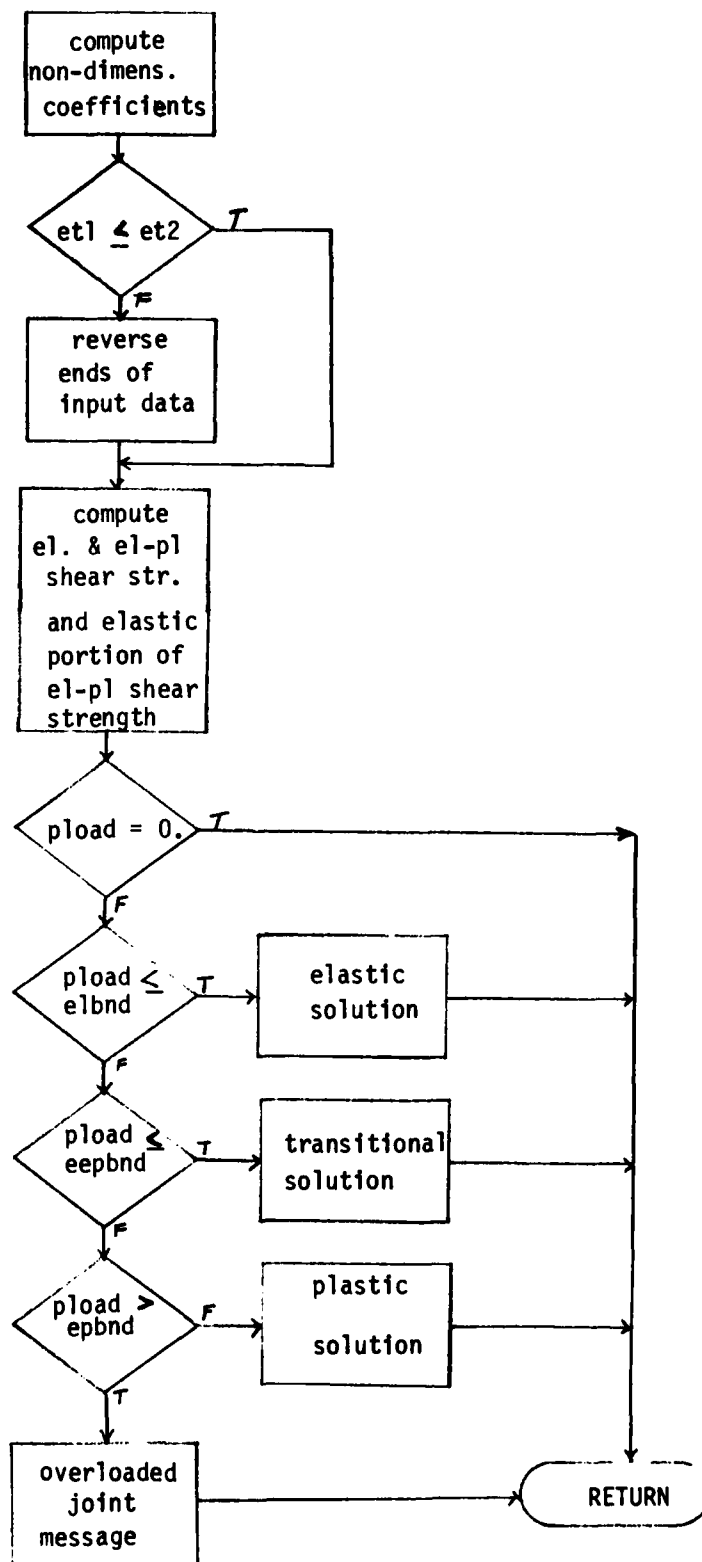 compute
non-dimens.
coefficients
et1 ≤ et2
T
F
reverse
ends of
input data
compute
el. & el-pl
shear str.
and elastic
portion of
el-pl shear
strength
pload = 0.
T
F
pload ≤
elbnd
T
elastic
solution
F
pload ≤
eepbnd
T
transitional
solution
F
pload >
epbnd
F
plastic
solution
T
overloaded
joint
message
RETURN